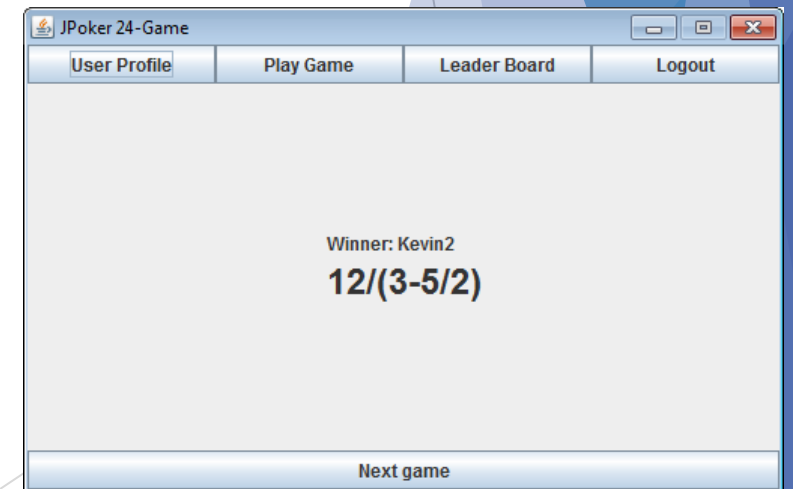 JPoker 24-Game
User Profile Play Game Leader Board Logout
Winner: Kevin2
12/(3-5/2)
Next game